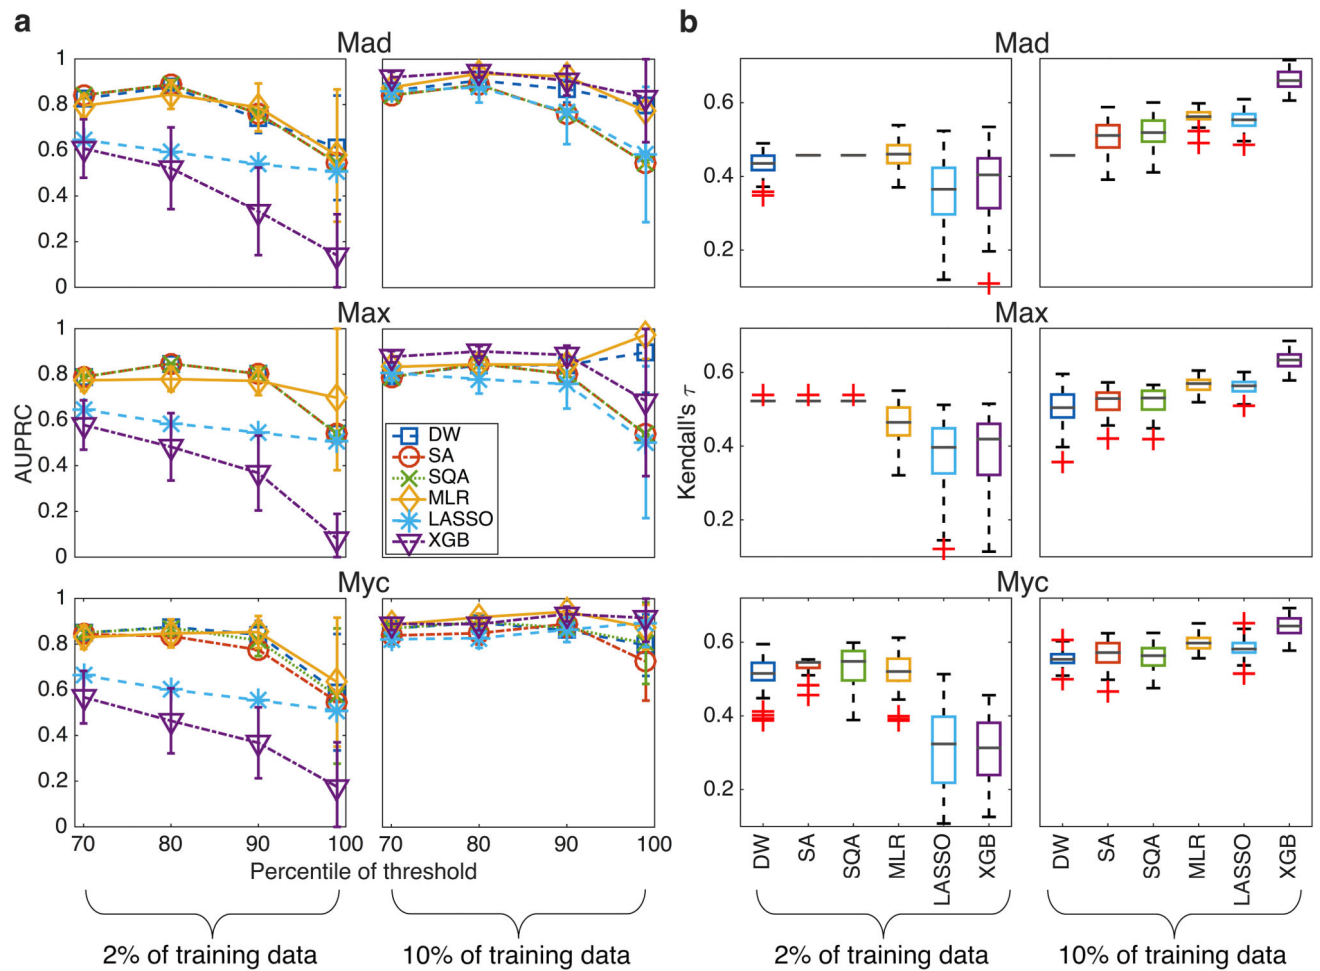 a
b
Mad
Mad
1
0.8
0.6
0.4
0.2
0
0.6
0.4
0.2
Max
Max
1
0.8
0.6
0.4
0.2
0
AUPRC
DW
SA
SQA
MLR
LASSO
XGB
0.6
0.4
0.2
Kendall's τ
Myc
Myc
1
0.8
0.6
0.4
0.2
0
0.6
0.4
0.2
70 80 90 100 70 80 90 100
Percentile of threshold
DW SA SQA MLR LASSO XGB DW SA SQA MLR LASSO XGB
2% of training data 10% of training data 2% of training data 10% of training data